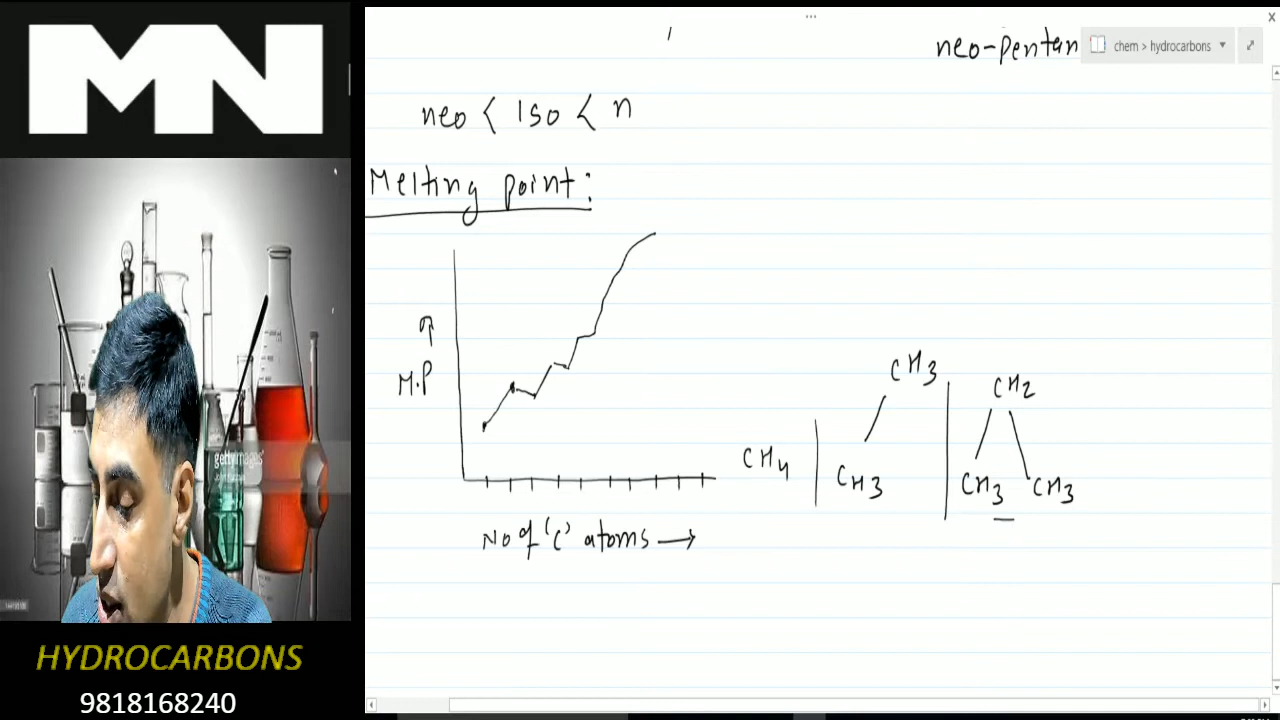 MN
neo-pentan
chem > hydrocarbons
neo < Iso < n
Melting point:
M.P
CH3
CH2
CH4
CH3
CH3
CH3
No of 'C' atoms
gettyimages
HYDROCARBONS
9818168240